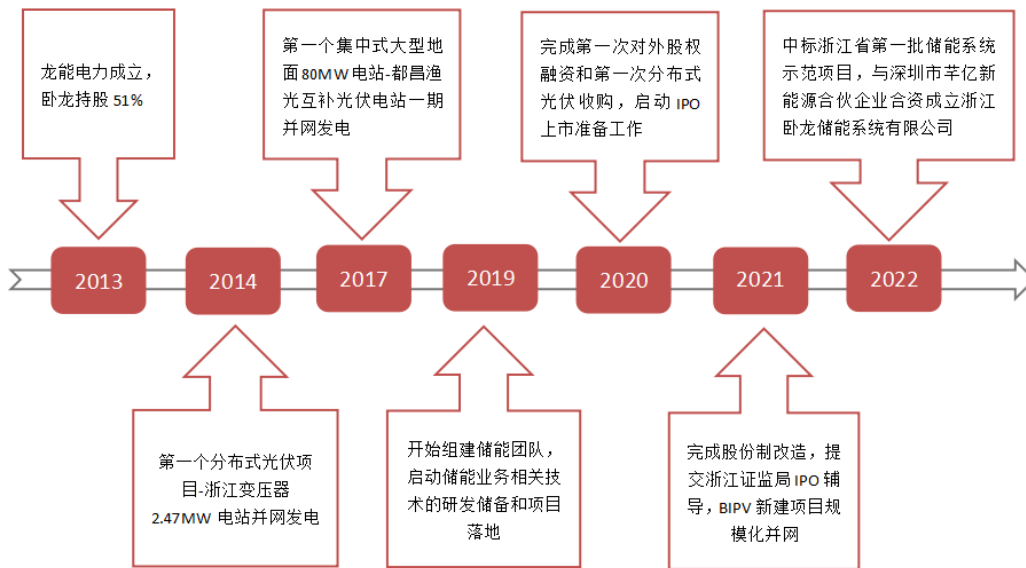 龙能电力成立，
卧龙持股 51%
第一个集中式大型地
面 80MW 电站-都昌渔
光互补光伏电站一期
并网发电
完成第一次对外股权
融资和第一次分布式
光伏收购，启动 IPO
上市准备工作
中标浙江省第一批储能系统
示范项目，与深圳市芊亿新
能源合伙企业合资成立浙江
卧龙储能系统有限公司
2013
2014
2017
2019
2020
2021
2022
第一个分布式光伏项
目-浙江变压器
2.47MW 电站并网发电
开始组建储能团队，
启动储能业务相关技
术的研发储备和项目
落地
完成股份制改造，提
交浙江证监局 IPO 辅
导，BIPV 新建项目规
模化并网